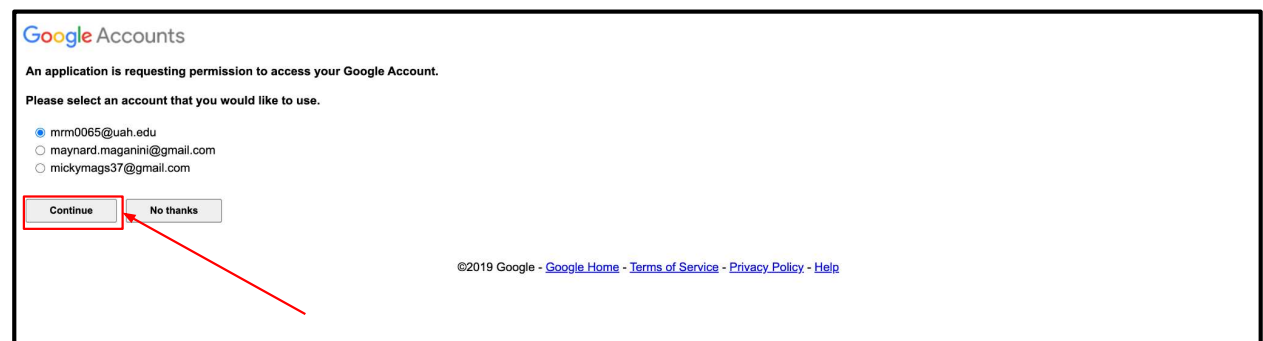 Google Accounts
An application is requesting permission to access your Google Account.
Please select an account that you would like to use.
mrm0065@uah.edu
maynard.maganini@gmail.com
mickymags37@gmail.com
Continue No thanks
©2019 Google - Google Home - Terms of Service - Privacy Policy - Help